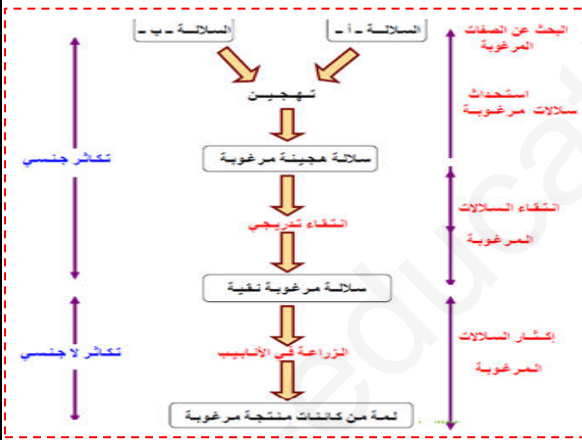 السلالة - أ -
السلالة - ب -
البحث عن الصفات
المرغوبة
تهجين
استحداث
سلالات مرغوبة
سلالة هجينة مرغوبة
تكاثر جنسي
انتقاء السلالات
المرغوبة
انتقاء تدريجي
سلالة مرغوبة نقية
إكثار السلالات
المرغوبة
الزراعة في الأنابيب
تكاثر لا جنسي
لمة من كائنات منتجة مرغوبة
educat